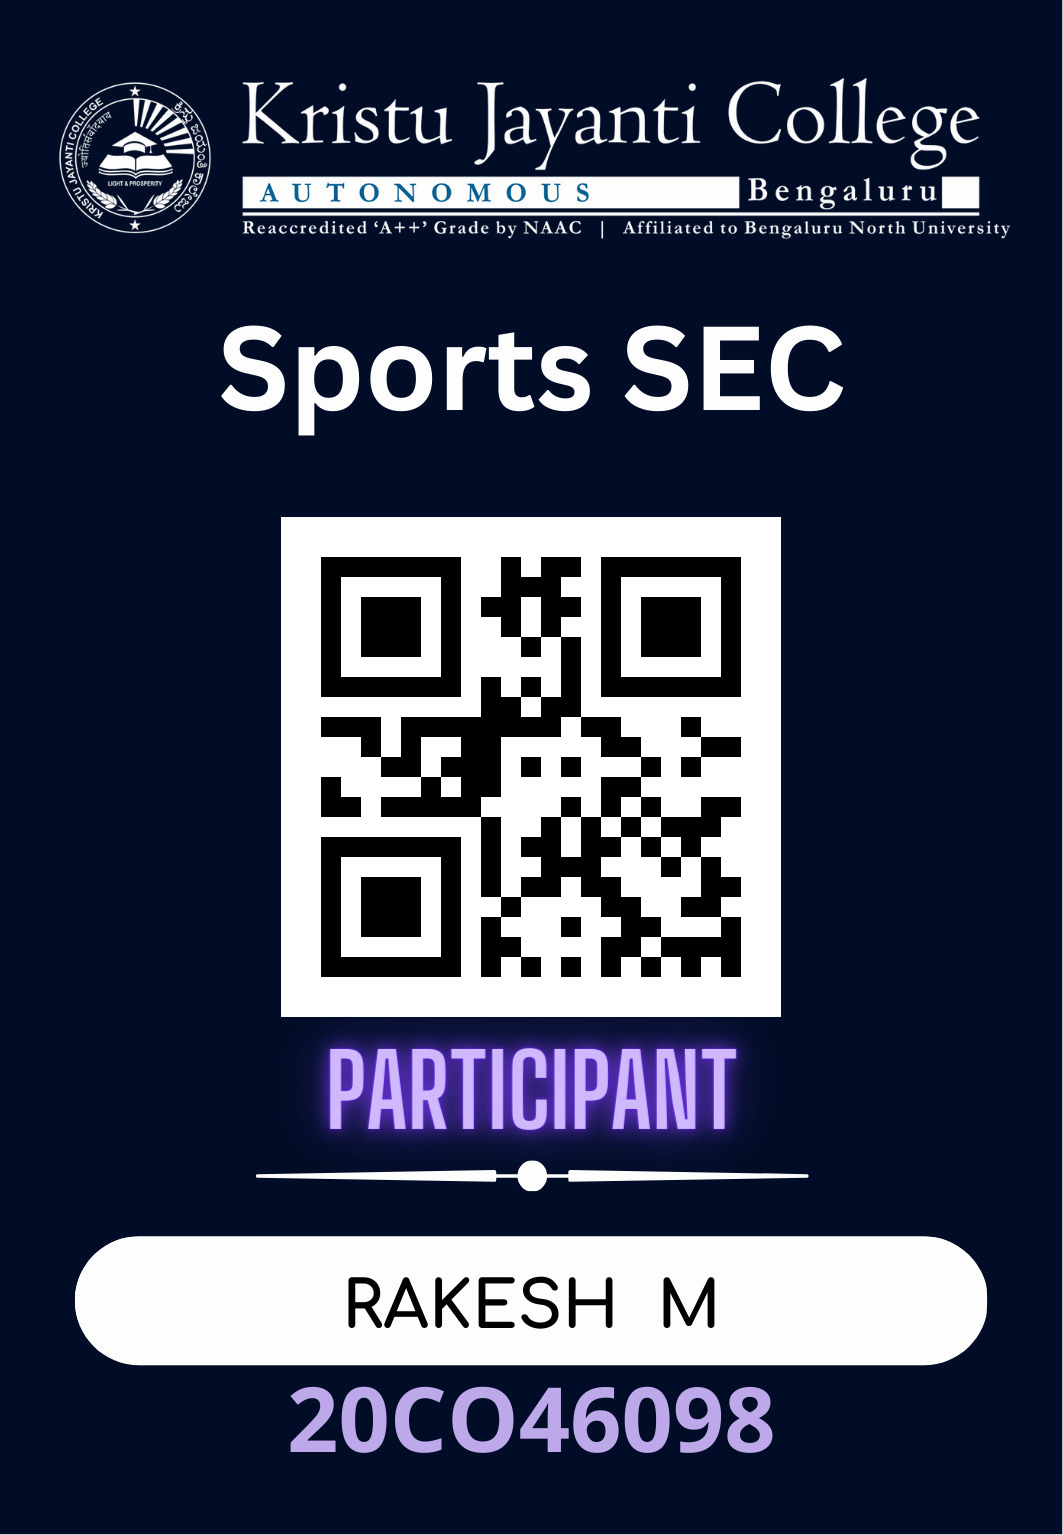 KRISTU JAYANTI COLLEGE
ज्योतिर्संवाद्याय
ಕ್ರಿಸ್ತು ಜಯಂತಿ ಕಾಲೇಜು
LIGHT & PROSPERITY
Kristu Jayanti College
AUTONOMOUS Bengaluru
Reaccredited ‘A++’ Grade by NAAC | Affiliated to Bengaluru North University
Sports SEC
PARTICIPANT
RAKESH M
20CO46098